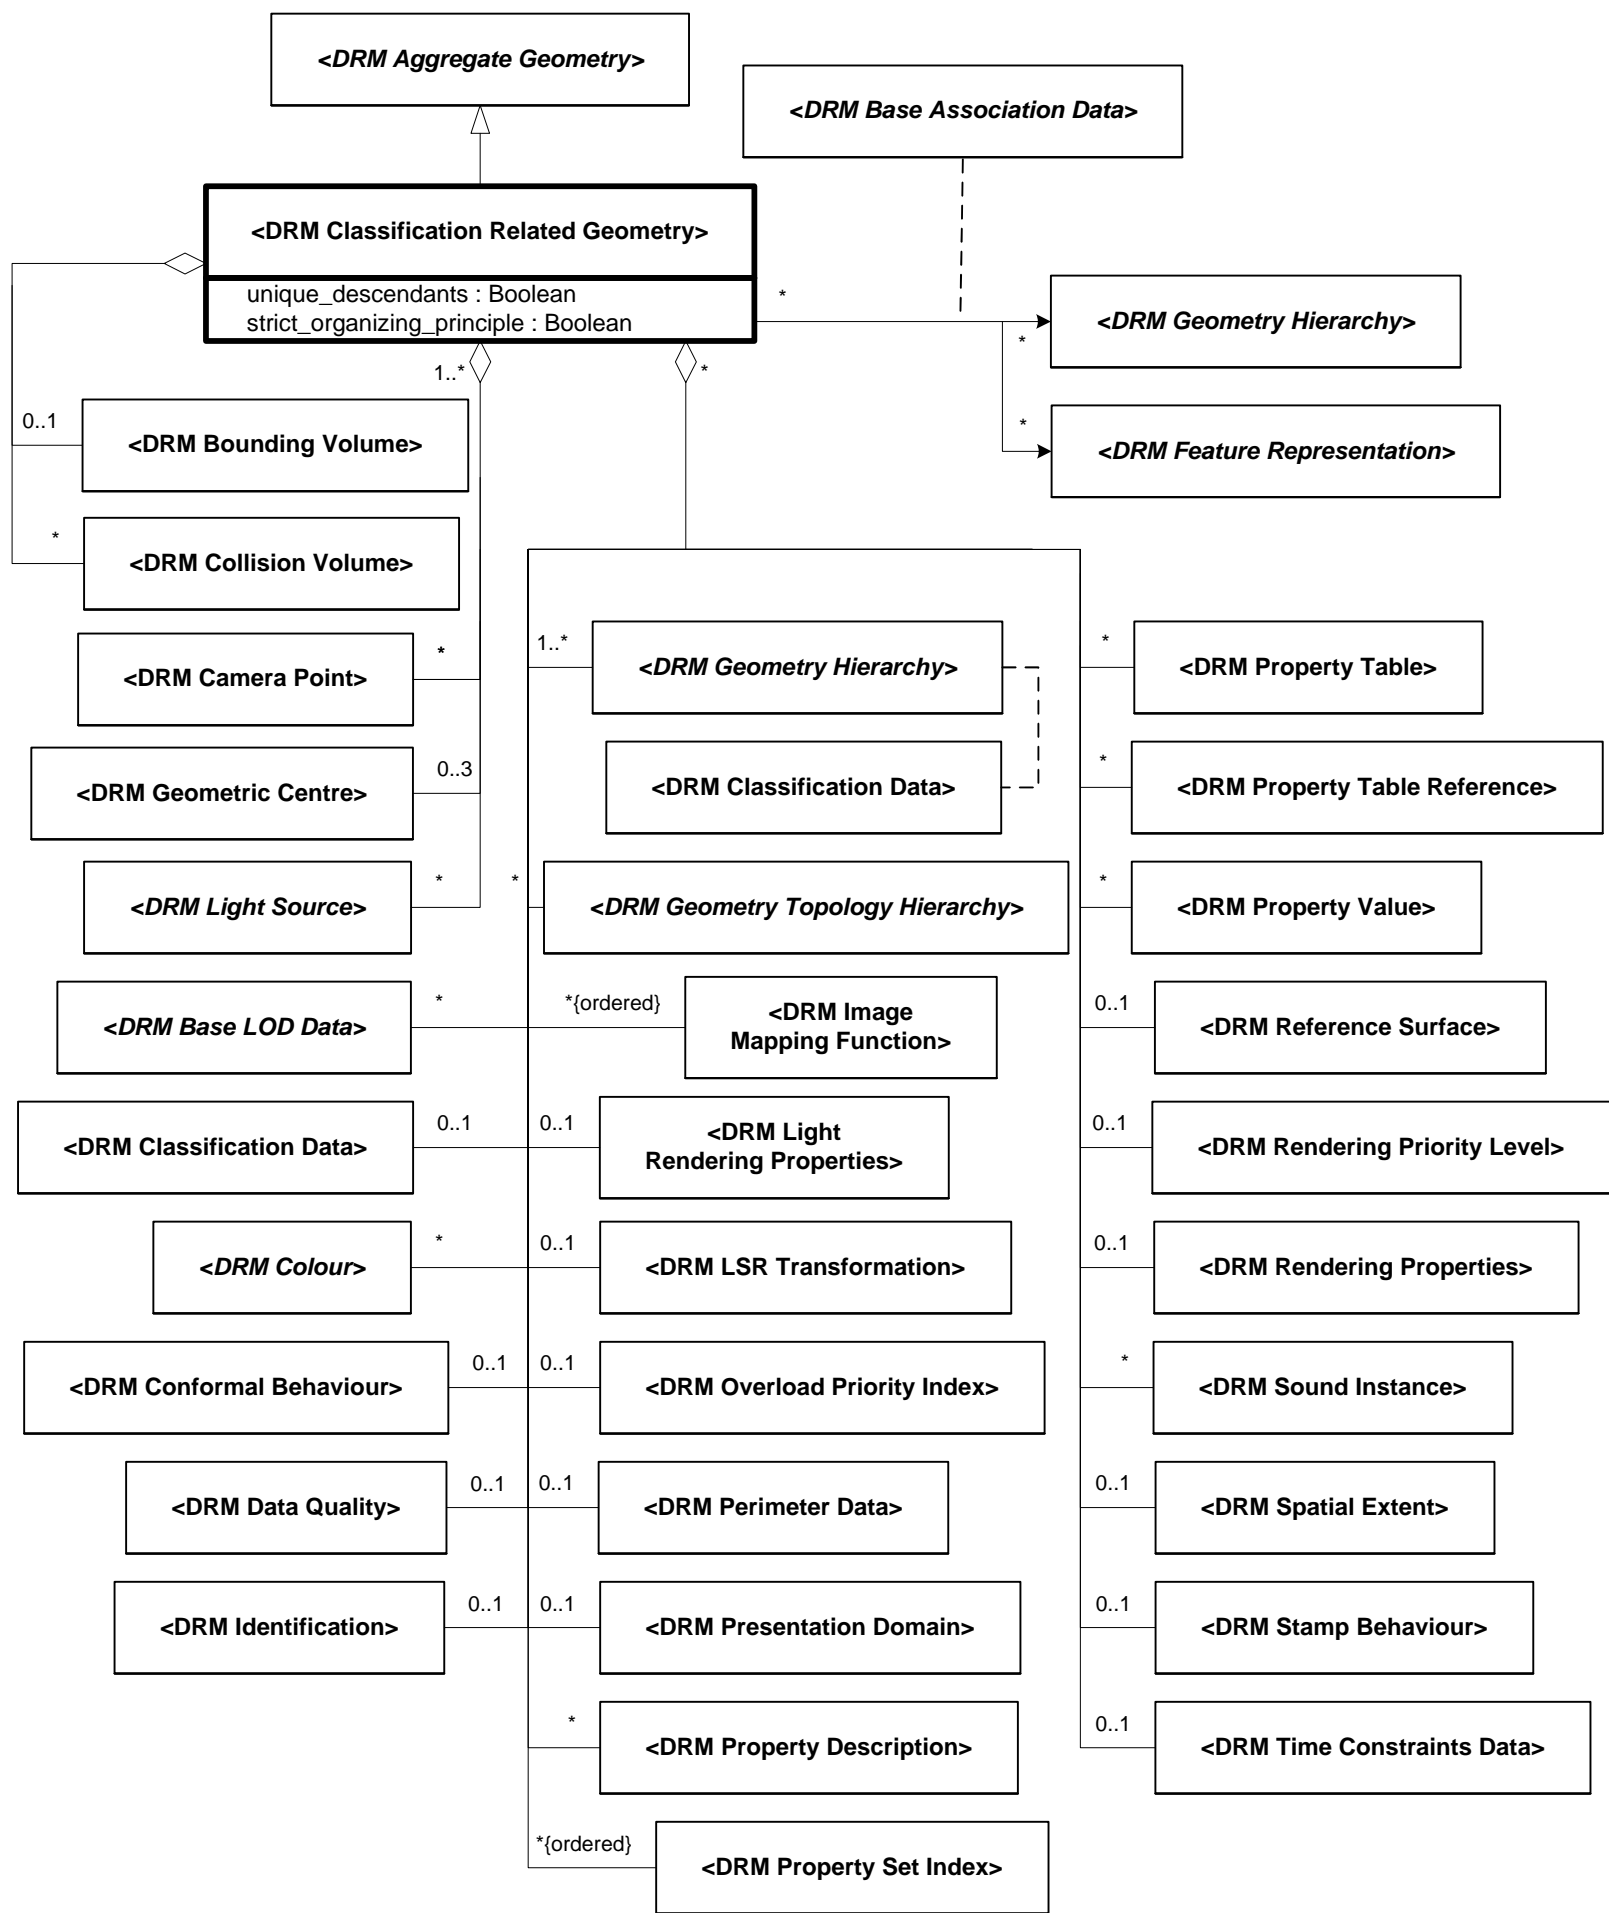 <DRM Aggregate Geometry>
<DRM Base Association Data>
<DRM Classification Related Geometry>
unique_descendants : Boolean
strict_organizing_principle : Boolean
*
<DRM Geometry Hierarchy>
*
1..*
*
0..1
<DRM Bounding Volume>
*
<DRM Feature Representation>
*
<DRM Collision Volume>
*
<DRM Camera Point>
1..*
<DRM Geometry Hierarchy>
*
<DRM Property Table>
0..3
<DRM Geometric Centre>
<DRM Classification Data>
*
<DRM Property Table Reference>
*
<DRM Light Source>
*
<DRM Geometry Topology Hierarchy>
*
<DRM Property Value>
*
<DRM Base LOD Data>
*{ordered}
<DRM Image
Mapping Function>
0..1
<DRM Reference Surface>
0..1
<DRM Classification Data>
0..1
<DRM Light
Rendering Properties>
0..1
<DRM Rendering Priority Level>
*
<DRM Colour>
0..1
<DRM LSR Transformation>
0..1
<DRM Rendering Properties>
0..1
<DRM Conformal Behaviour>
0..1
<DRM Overload Priority Index>
*
<DRM Sound Instance>
0..1
<DRM Data Quality>
0..1
<DRM Perimeter Data>
0..1
<DRM Spatial Extent>
0..1
<DRM Identification>
0..1
<DRM Presentation Domain>
0..1
<DRM Stamp Behaviour>
*
<DRM Property Description>
0..1
<DRM Time Constraints Data>
*{ordered}
<DRM Property Set Index>